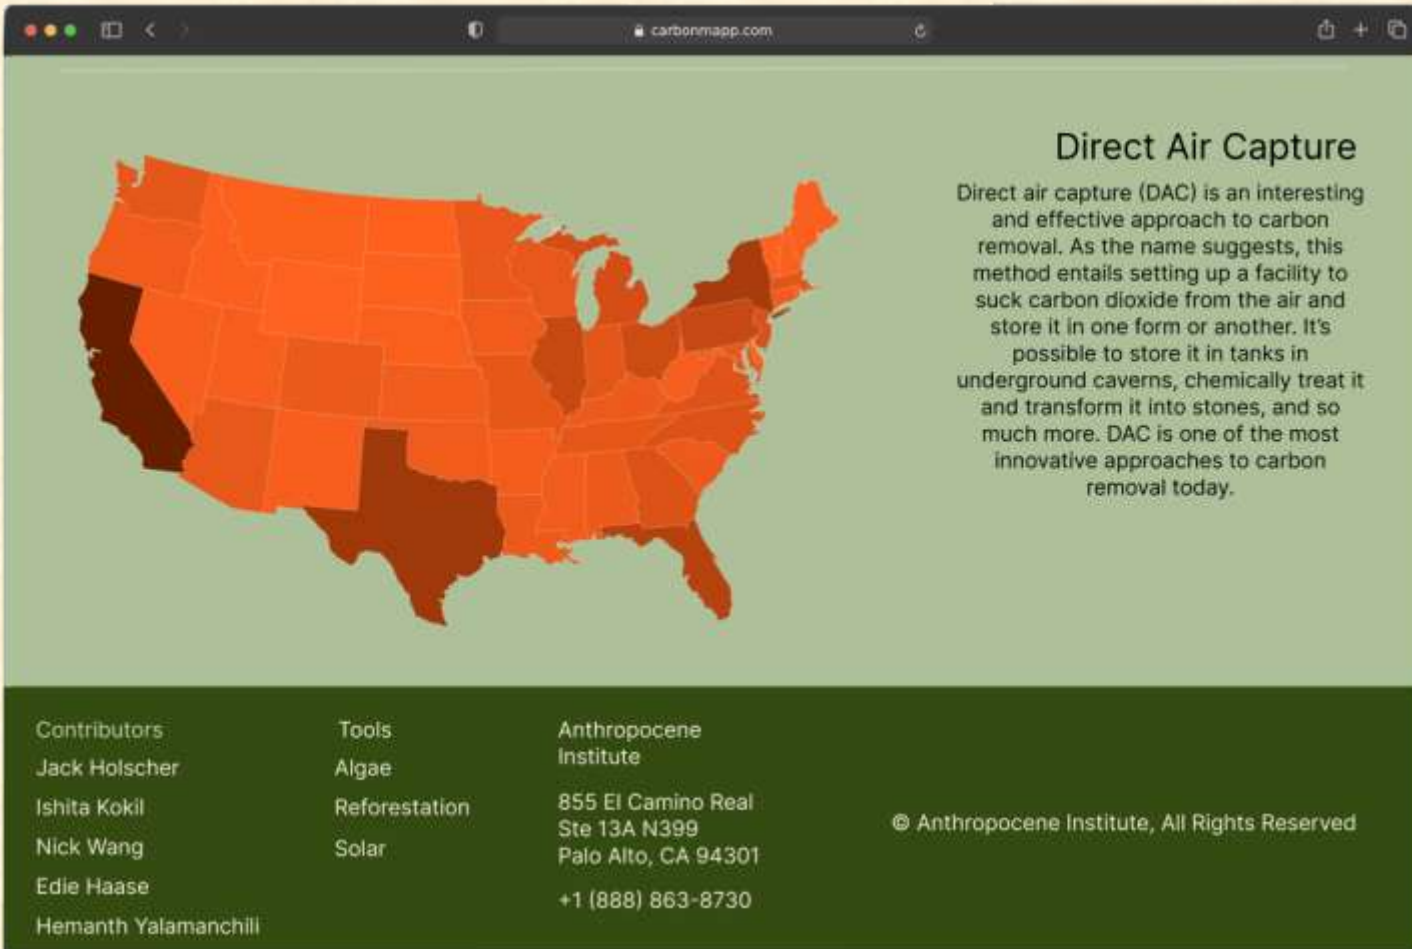 carbonmapp.com
Direct Air Capture
Direct air capture (DAC) is an interesting
and effective approach to carbon
removal. As the name suggests, this
method entails setting up a facility to
suck carbon dioxide from the air and
store it in one form or another. It's
possible to store it in tanks in
underground caverns, chemically treat it
and transform it into stones, and so
much more. DAC is one of the most
innovative approaches to carbon
removal today.
Contributors
Jack Holscher
Ishita Kokil
Nick Wang
Edie Haase
Hemanth Yalamanchili
Tools
Algae
Reforestation
Solar
Anthropocene
Institute
855 El Camino Real
Ste 13A N399
Palo Alto, CA 94301
+1 (888) 863-8730
© Anthropocene Institute, All Rights Reserved